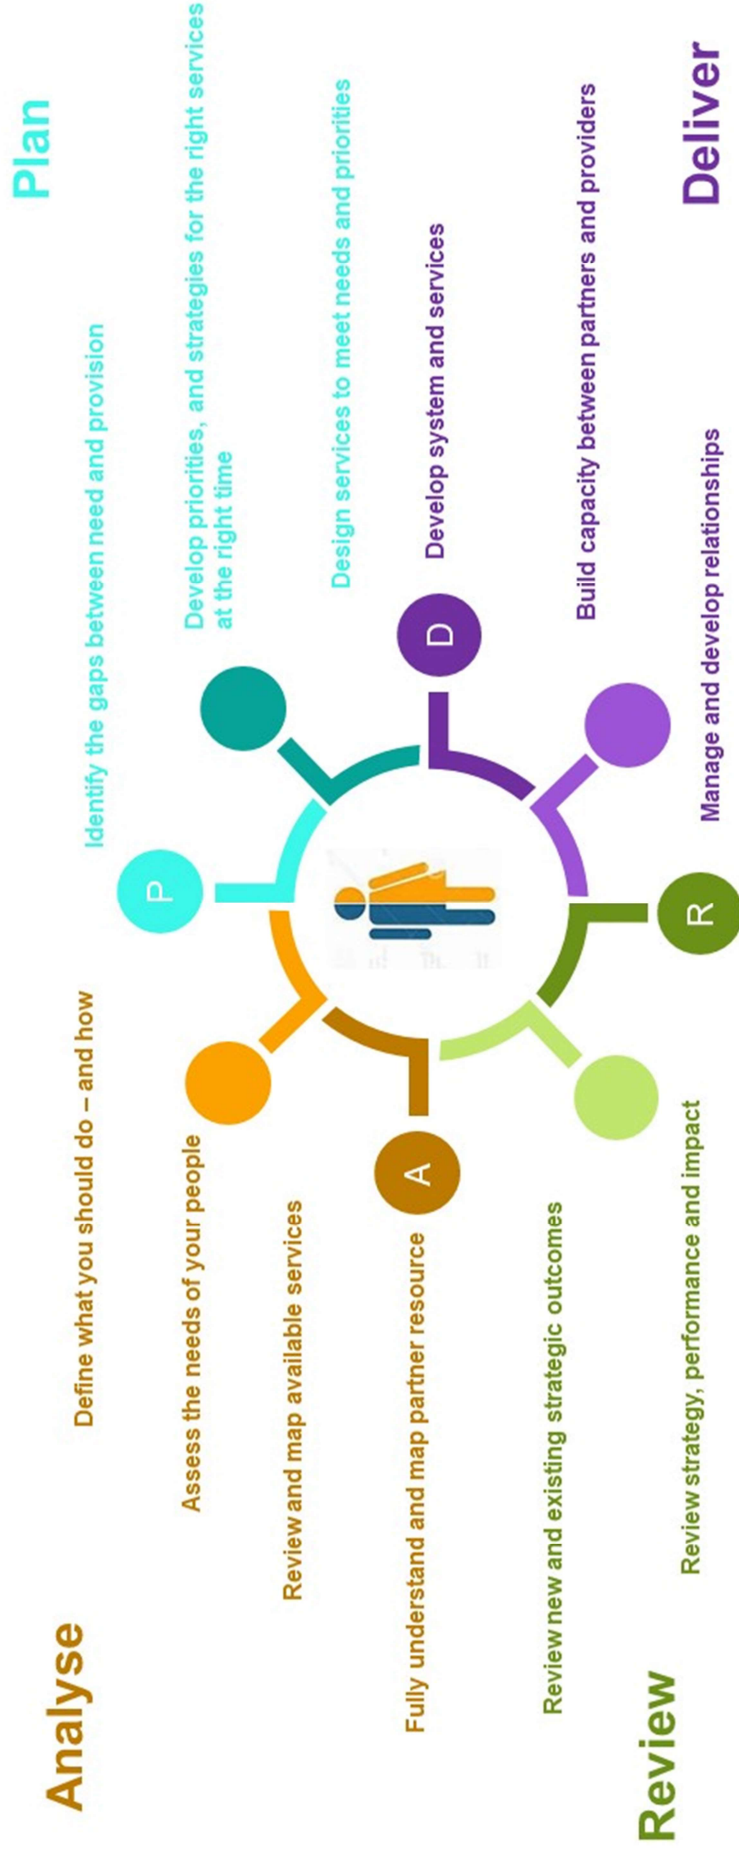 Analyse
Define what you should do – and how
Assess the needs of your people
Review and map available services
Fully understand and map partner resource
A
Plan
P
Identify the gaps between need and provision
Develop priorities, and strategies for the right services
at the right time
Design services to meet needs and priorities
D
Develop system and services
Build capacity between partners and providers
Manage and develop relationships
Deliver
R
Review new and existing strategic outcomes
Review strategy, performance and impact
Review